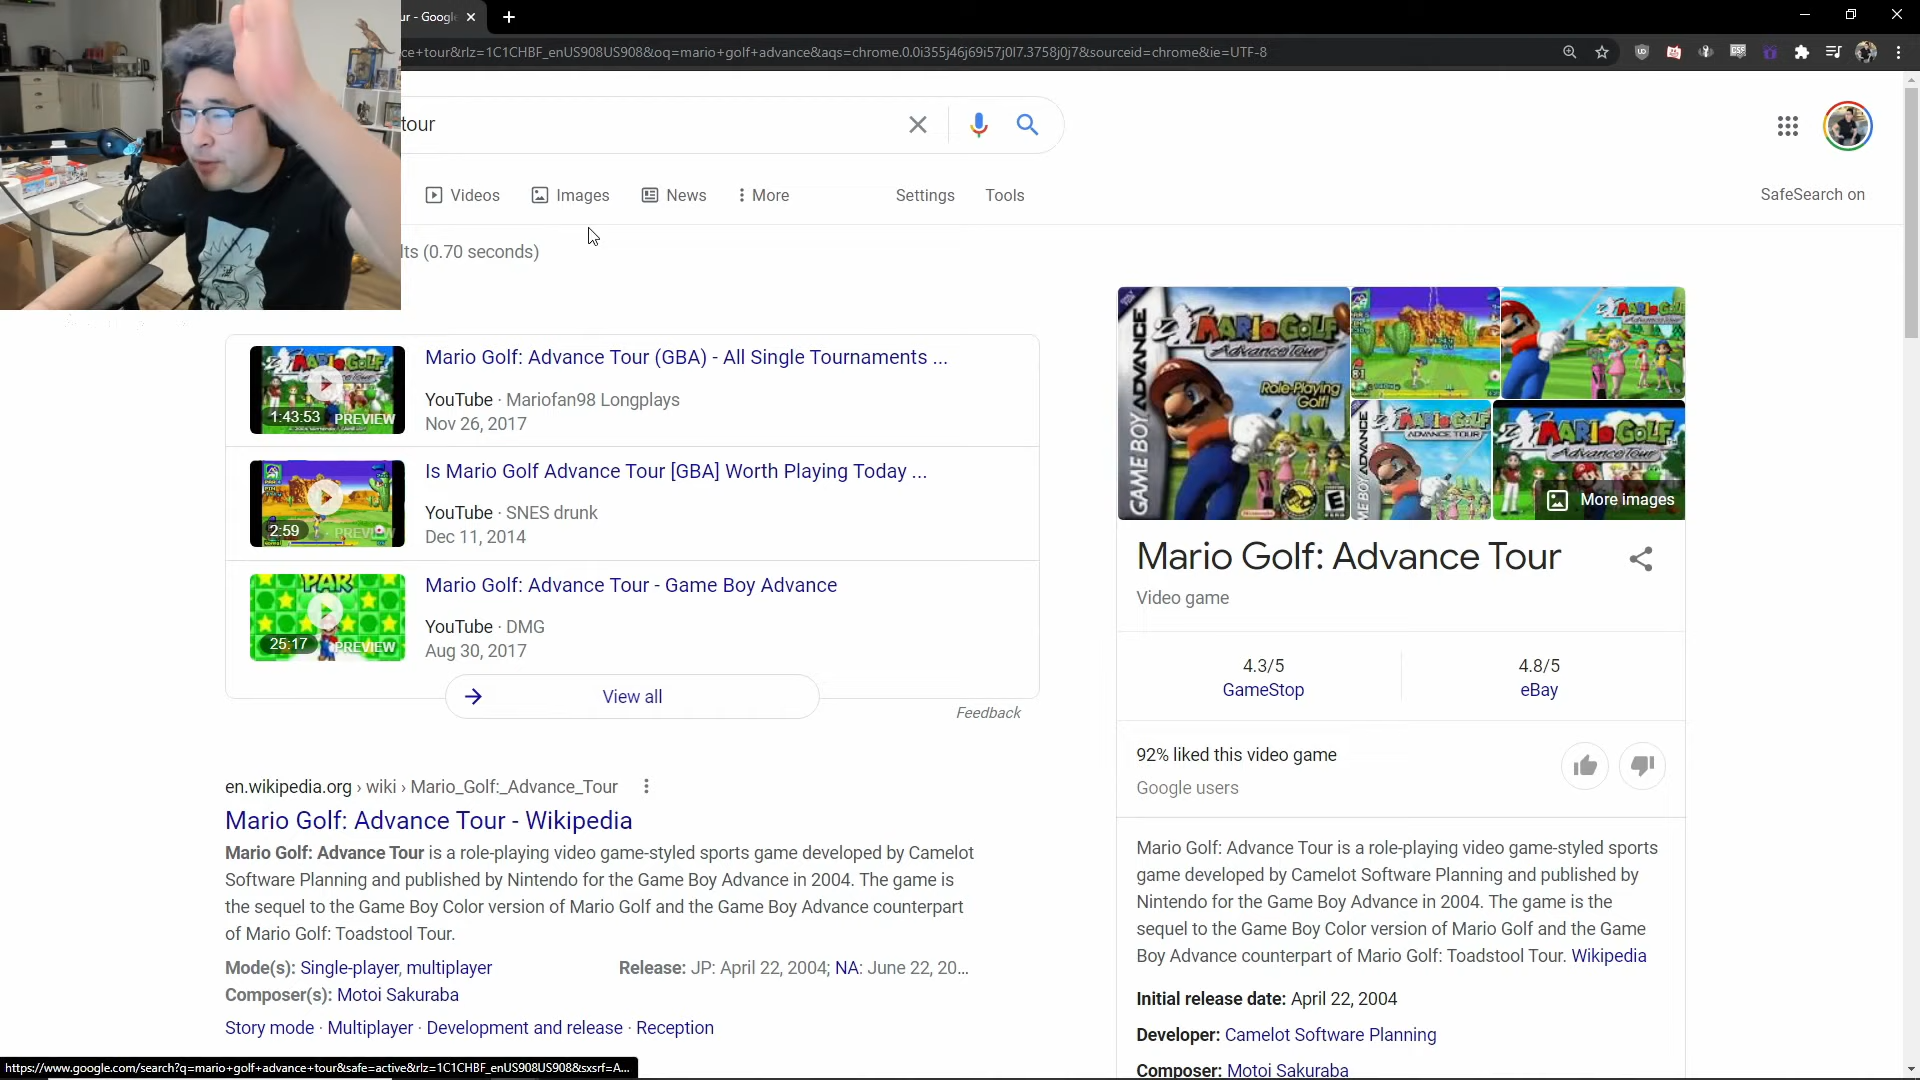 ur - Google
ce+tour&rlz=1C1CHBF_enUS908US908&oq=mario+golf+advance&aqs=chrome.0.0i355j46j69i57j0l7.3758j0j7&sourceid=chrome&ie=UTF-8
tour
Videos
Images
News
More
Settings
Tools
SafeSearch on
lts (0.70 seconds)
1:43:53 PREVIEW
Mario Golf: Advance Tour (GBA) - All Single Tournaments ...
YouTube · Mariofan98 Longplays
Nov 26, 2017
2:59 PREVIEW
Is Mario Golf Advance Tour [GBA] Worth Playing Today ...
YouTube · SNES drunk
Dec 11, 2014
PAR
25:17 PREVIEW
Mario Golf: Advance Tour - Game Boy Advance
YouTube · DMG
Aug 30, 2017
View all
Feedback
en.wikipedia.org › wiki › Mario_Golf:_Advance_Tour
Mario Golf: Advance Tour - Wikipedia
Mario Golf: Advance Tour is a role-playing video game-styled sports game developed by Camelot
Software Planning and published by Nintendo for the Game Boy Advance in 2004. The game is
the sequel to the Game Boy Color version of Mario Golf and the Game Boy Advance counterpart
of Mario Golf: Toadstool Tour.
Mode(s): Single-player, multiplayer
Release: JP: April 22, 2004; NA: June 22, 20...
Composer(s): Motoi Sakuraba
Story mode · Multiplayer · Development and release · Reception
https://www.google.com/search?q=mario+golf+advance+tour&safe=active&rlz=1C1CHBF_enUS908US908&sxsrf=A...
GAME BOY ADVANCE
MARIO GOLF
Advance Tour
Role-Playing
Golf!
MARIO GOLF
MARIO GOLF
ADVANCE TOUR
MARIO GOLF
Advance Tour
More images
Mario Golf: Advance Tour
Video game
4.3/5
GameStop
4.8/5
eBay
92% liked this video game
Google users
Mario Golf: Advance Tour is a role-playing video game-styled sports
game developed by Camelot Software Planning and published by
Nintendo for the Game Boy Advance in 2004. The game is the
sequel to the Game Boy Color version of Mario Golf and the Game
Boy Advance counterpart of Mario Golf: Toadstool Tour. Wikipedia
Initial release date: April 22, 2004
Developer: Camelot Software Planning
Composer: Motoi Sakuraba